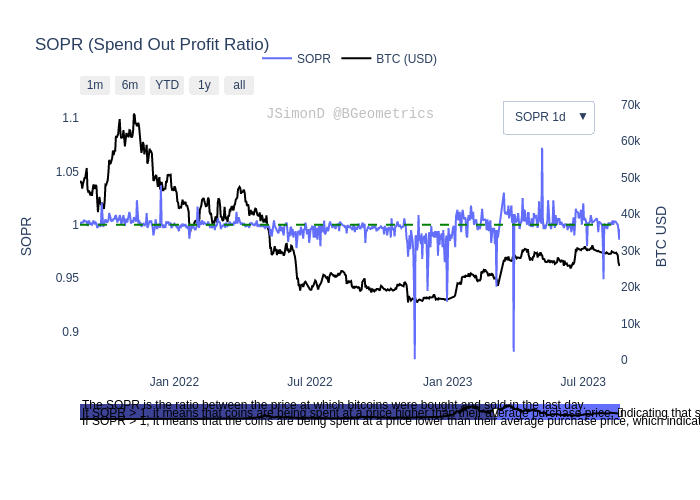 SOPR (Spend Out Profit Ratio)
SOPR
BTC (USD)
1m
6m
YTD
1y
all
JSimonD @BGeometrics
SOPR 1d ▼
1.1
1.05
1
0.95
0.9
SOPR
70k
60k
50k
40k
30k
20k
10k
0
BTC USD
Jan 2022
Jul 2022
Jan 2023
Jul 2023
The SOPR is the ratio between the price at which bitcoins were bought and sold in the last day.
If SOPR > 1, it means that coins are being spent at a price higher than their average purchase price, indicating that s
If SOPR > 1, it means that the coins are being spent at a price lower than their average purchase price, which indicat